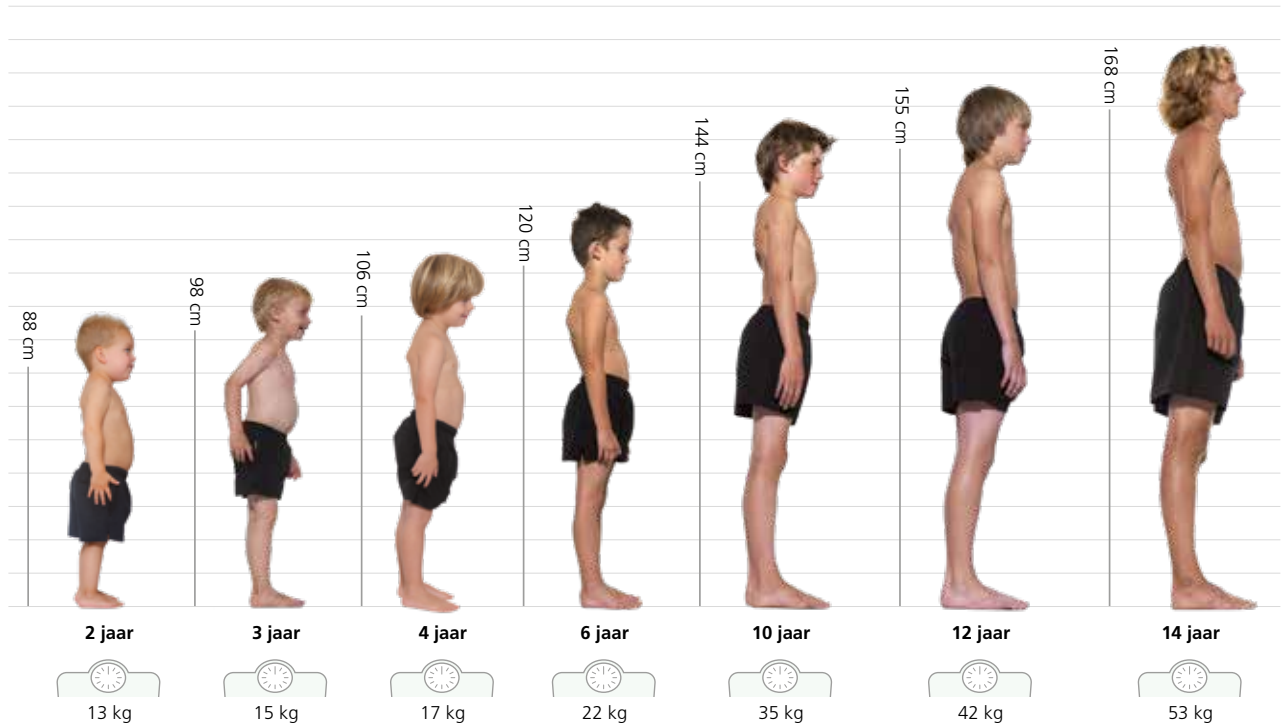 88 cm
98 cm
106 cm
120 cm
144 cm
155 cm
168 cm
2 jaar
3 jaar
4 jaar
6 jaar
10 jaar
12 jaar
14 jaar
13 kg
15 kg
17 kg
22 kg
35 kg
42 kg
53 kg